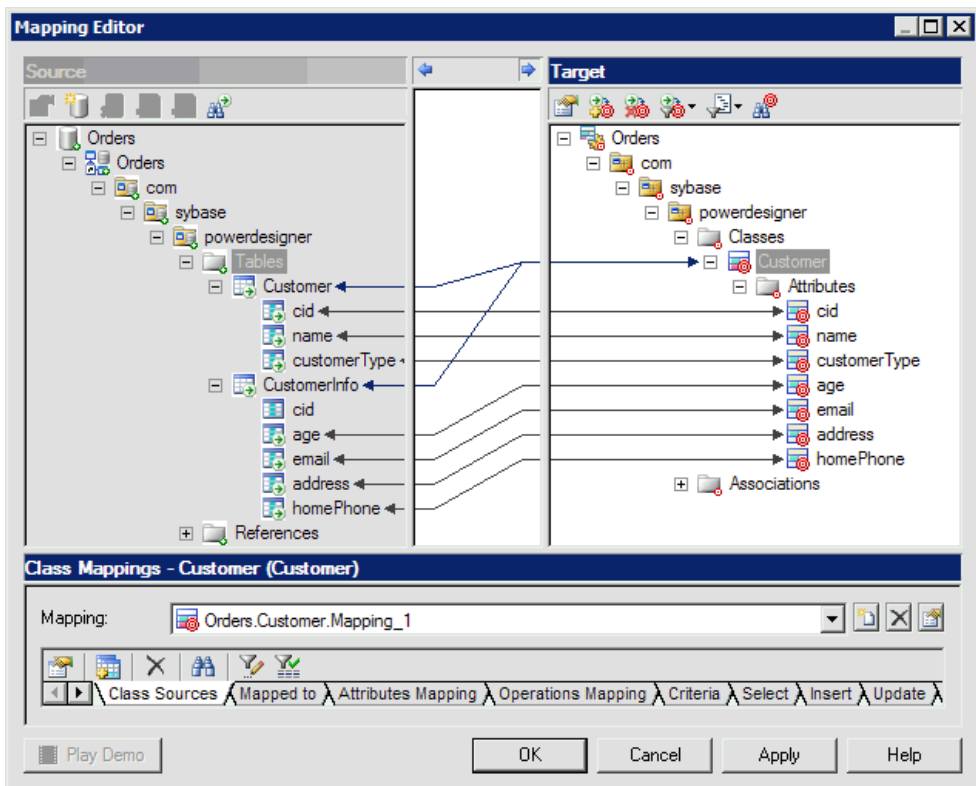 Mapping Editor
Source
Target
Orders
Orders
com
sybase
powerdesigner
Tables
Customer
cid
name
customerType
CustomerInfo
cid
age
email
address
homePhone
References
Orders
com
sybase
powerdesigner
Classes
Customer
Attributes
cid
name
customerType
age
email
address
homePhone
Associations
Class Mappings - Customer (Customer)
Mapping: Orders.Customer.Mapping_1
Class Sources Mapped to Attributes Mapping Operations Mapping Criteria Select Insert Update
Play Demo OK Cancel Apply Help